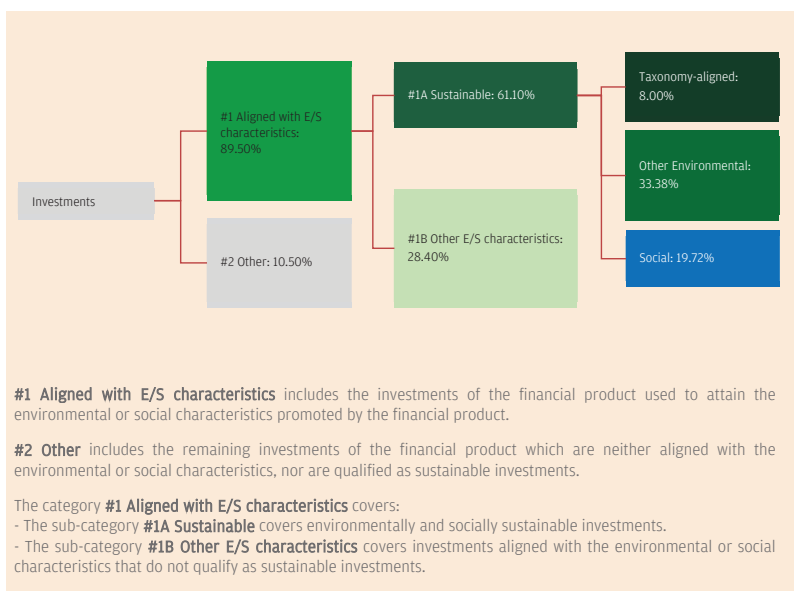 Investments
#1 Aligned with E/S
characteristics:
89.50%
#2 Other: 10.50%
#1A Sustainable: 61.10%
#1B Other E/S characteristics:
28.40%
Taxonomy-aligned:
8.00%
Other Environmental:
33.38%
Social: 19.72%
#1 Aligned with E/S characteristics includes the investments of the financial product used to attain the
environmental or social characteristics promoted by the financial product.
#2 Other includes the remaining investments of the financial product which are neither aligned with the
environmental or social characteristics, nor are qualified as sustainable investments.
The category #1 Aligned with E/S characteristics covers:
- The sub-category #1A Sustainable covers environmentally and socially sustainable investments.
- The sub-category #1B Other E/S characteristics covers investments aligned with the environmental or social
characteristics that do not qualify as sustainable investments.